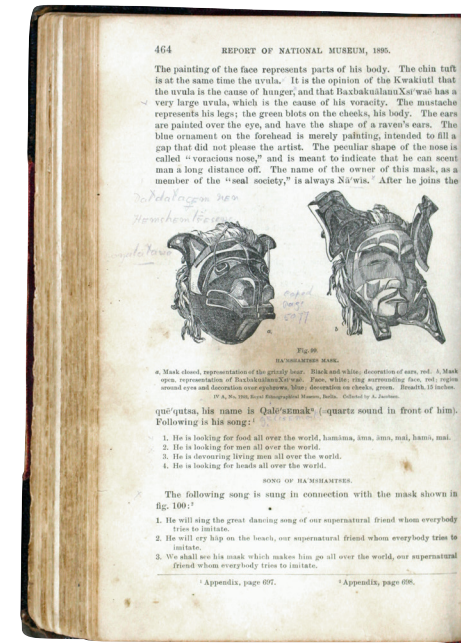 464 REPORT OF NATIONAL MUSEUM, 1895.
The painting of the face represents parts of his body. The chin tuft
is at the same time the uvula. It is the opinion of the Kwakiutl that
the uvula is the cause of hunger, and that BaxbakuālanuXsī'waē has a
very large uvula, which is the cause of his voracity. The mustache
represents his legs; the green blots on the cheeks, his body. The ears
are painted over the eye, and have the shape of a raven's ears. The
blue ornament on the forehead is merely painting, intended to fill a
gap that did not please the artist. The peculiar shape of the nose is
called "voracious nose," and is meant to indicate that he can scent
man a long distance off. The name of the owner of this mask, as a
member of the "seal society," is always Nā'wis. After he joins the
a.
b.
Fig. 99
HA'MSHAMTSES MASK.
a, Mask closed, representation of the grizzly bear. Black and white; decoration of ears, red. b, Mask
open, representation of BaxbakuālanuXsī'waē. Face, white; ring surrounding face, red; region
around eyes and decoration over eyebrows, blue; decoration on cheeks, green. Breadth, 15 inches.
Royal Ethnographical Museum, Berlin. Collected by A. Jacobsen.
quē'qutsa, his name is Qalē'sEmak (=quartz sound in front of him).
Following is his song:¹
1. He is looking for food all over the world, hamāma, āma, āma, mai, hamō, mai.
2. He is looking for men all over the world.
3. He is devouring living men all over the world.
4. He is looking for heads all over the world.
SONG OF HA'MSHAMTSES.
The following song is sung in connection with the mask shown in
fig. 100:²
1. He will sing the great dancing song of our supernatural friend whom everybody
tries to imitate.
2. He will cry hāp on the beach, our supernatural friend whom everybody tries to
imitate.
3. We shall see his mask which makes him go all over the world, our supernatural
friend whom everybody tries to imitate.
¹ Appendix, page 697. ² Appendix, page 698.